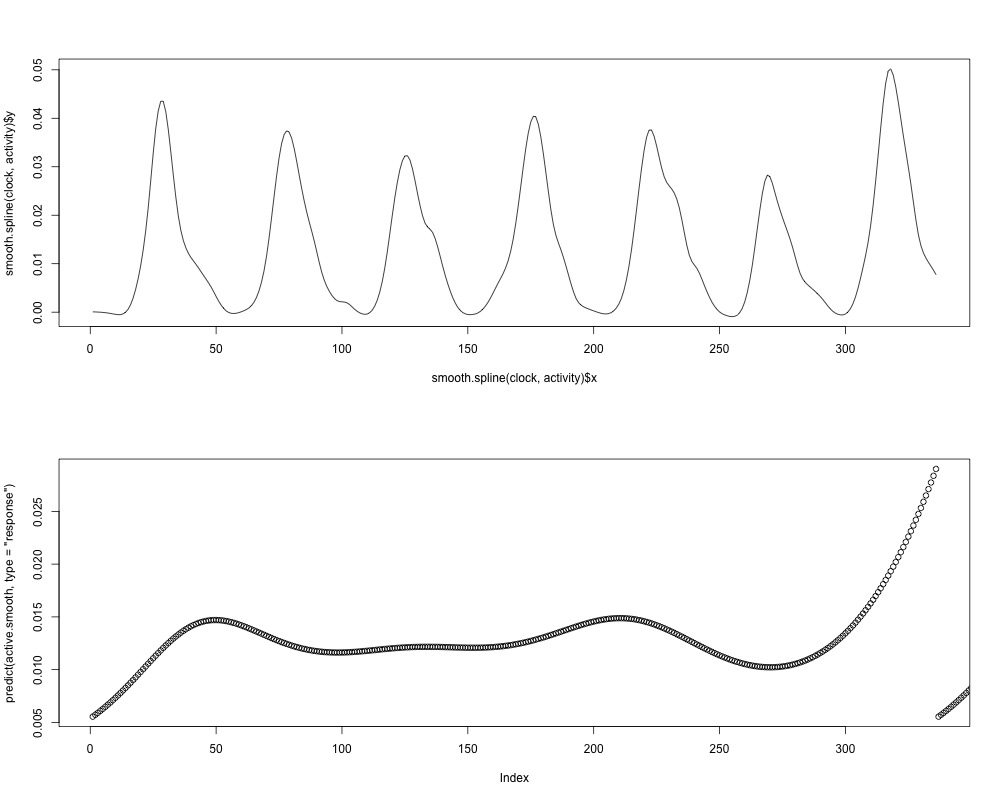 smooth.spline(clock, activity)$y
0.05
0.04
0.03
0.02
0.01
0.00
0 50 100 150 200 250 300
smooth.spline(clock, activity)$x
predict(active.smooth, type = "response")
0.025
0.020
0.015
0.010
0.005
0 50 100 150 200 250 300
Index